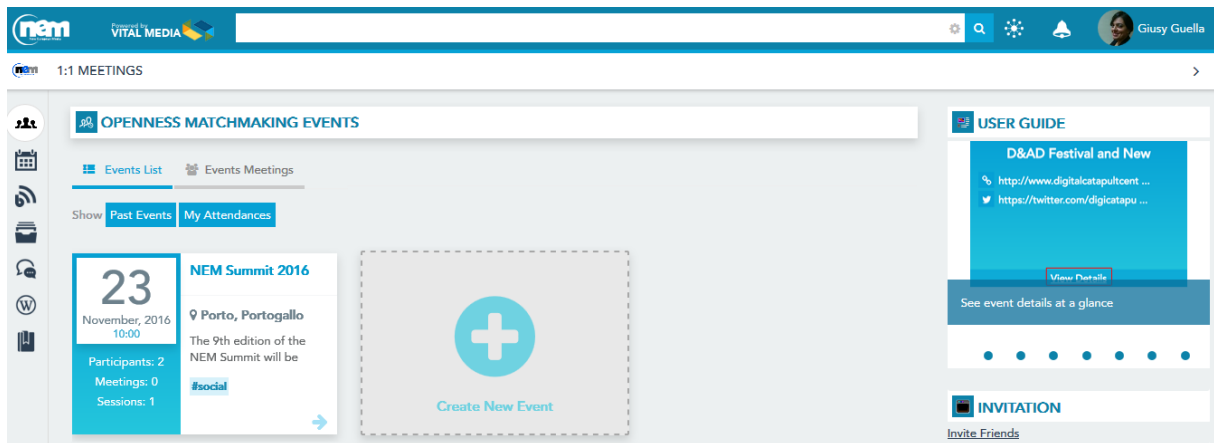 nem
Powered by
VITAL MEDIA
Giusy Guella
nem
1:1 MEETINGS
OPENNESS MATCHMAKING EVENTS
Events List
Events Meetings
Show Past Events My Attendances
23
November, 2016
10:00
Participants: 2
Meetings: 0
Sessions: 1
NEM Summit 2016
Porto, Portogallo
The 9th edition of the
NEM Summit will be
#social
Create New Event
USER GUIDE
D&AD Festival and New
http://www.digitalcatapultcent ...
https://twitter.com/digicatapu ...
View Details
See event details at a glance
INVITATION
Invite Friends